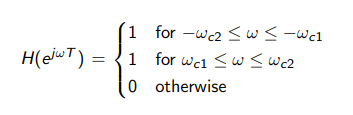 1 for −ω_{c2} ≤ ω ≤ −ω_{c1}
H(e^{jωT}) = { 1 for ω_{c1} ≤ ω ≤ ω_{c2}
0 otherwise